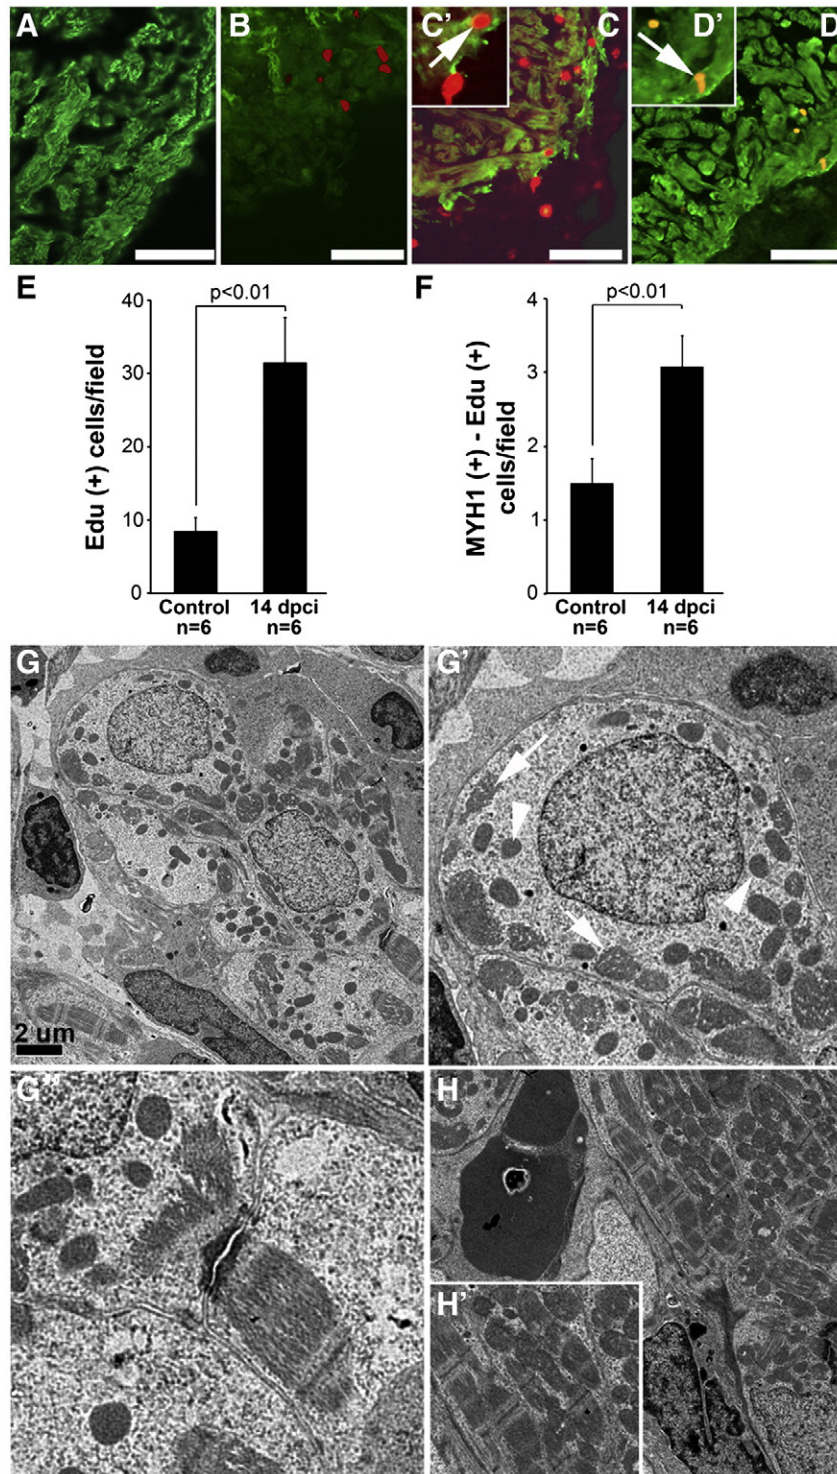 A
B
C'
C
D'
D
E
F
p<0.01
p<0.01
Edu (+) cells/field
40
30
20
10
0
Control
n=6
14 dpci
n=6
MYH1 (+) - Edu (+)
cells/field
4
3
2
1
0
Control
n=6
14 dpci
n=6
G
G'
2 um
G"
H
H'